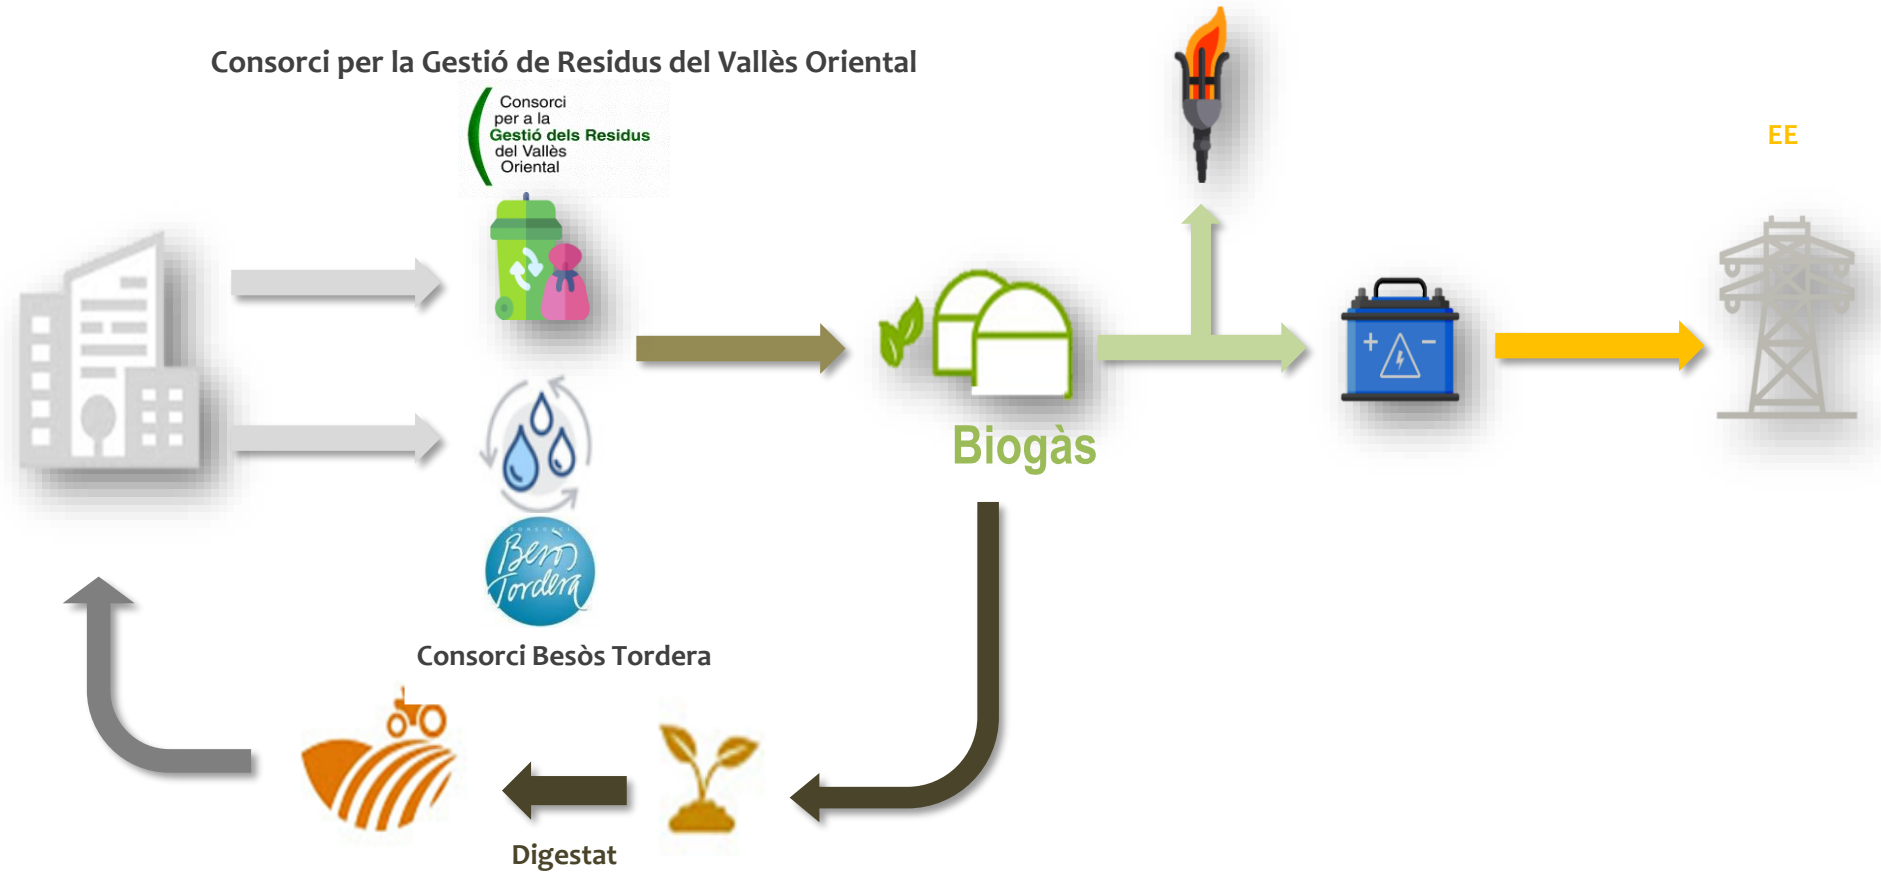 Consorci per la Gestió de Residus del Vallès Oriental
Consorci
per a la
Gestió dels Residus
del Vallès
Oriental
EE
+ −
Biogàs
CONSORCI
Besòs
Tordera
Consorci Besòs Tordera
Digestat